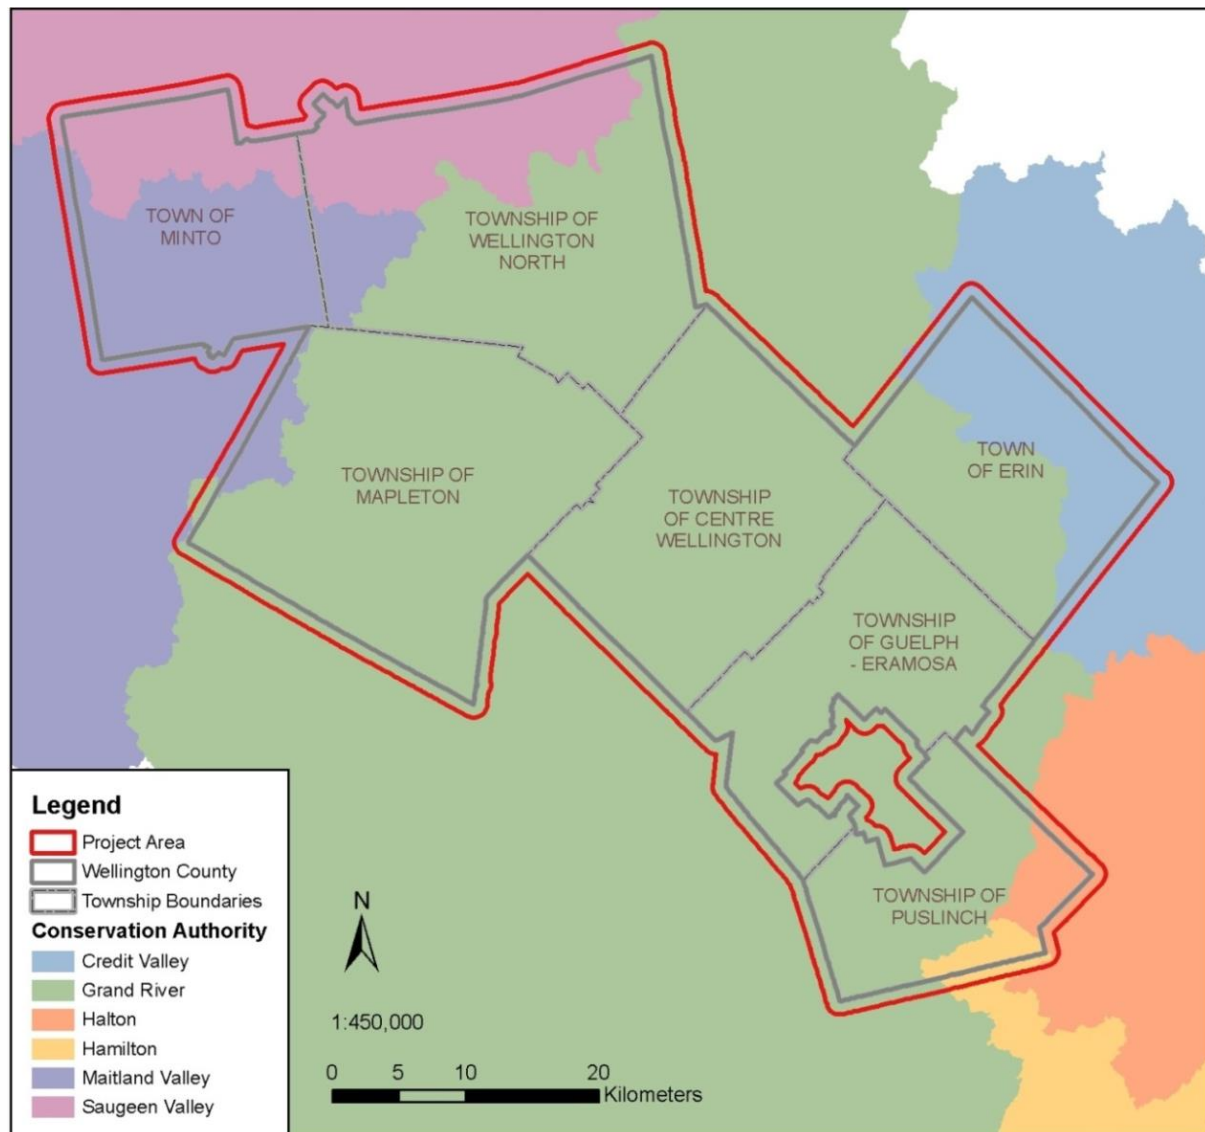 TOWN OF
MINTO
TOWNSHIP OF
WELLINGTON
NORTH
TOWNSHIP OF
MAPLETON
TOWNSHIP
OF CENTRE
WELLINGTON
TOWN
OF ERIN
TOWNSHIP
OF GUELPH
- ERAMOSA
TOWNSHIP OF
PUSLINCH
Legend
Project Area
Wellington County
Township Boundaries
Conservation Authority
Credit Valley
Grand River
Halton
Hamilton
Maitland Valley
Saugeen Valley
N
1:450,000
0 5 10 20
Kilometers